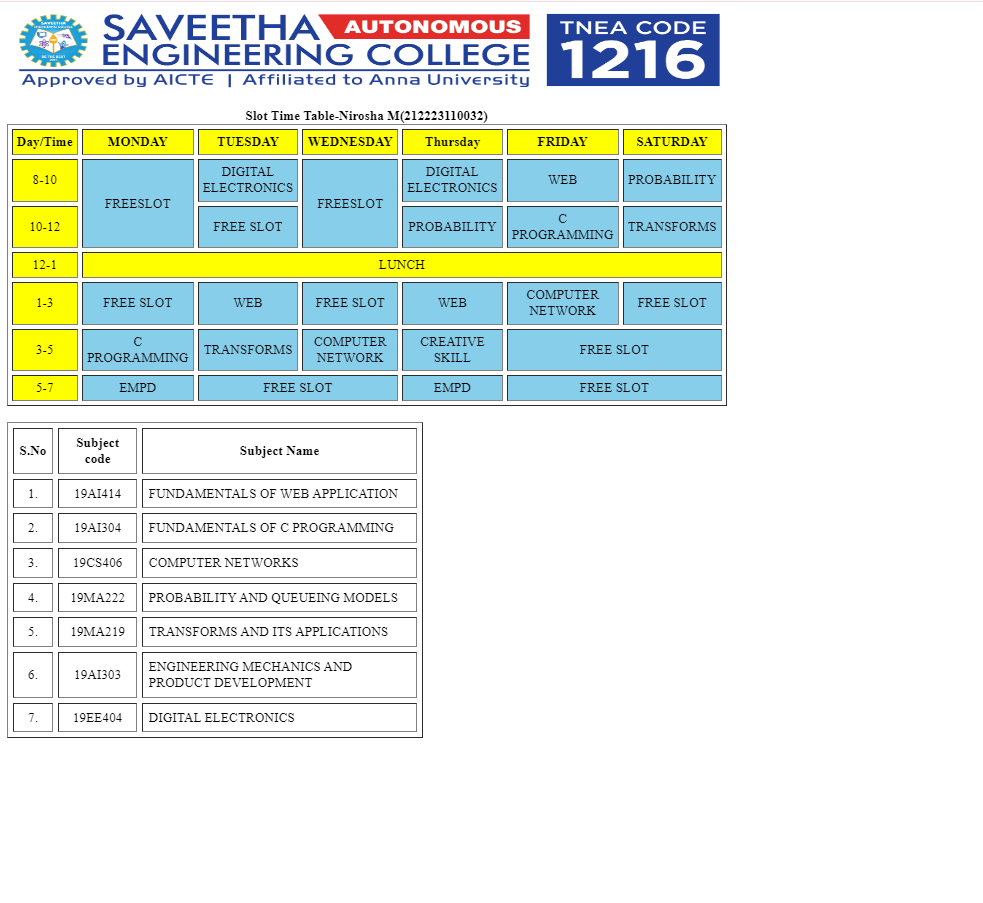 SAVEETHA AUTONOMOUS
ENGINEERING COLLEGE
Approved by AICTE | Affiliated to Anna University
TNEA CODE
1216
Slot Time Table-Nirosha M(212223110032)
Day/Time MONDAY TUESDAY WEDNESDAY Thursday FRIDAY SATURDAY
8-10 FREESLOT DIGITAL ELECTRONICS FREESLOT DIGITAL ELECTRONICS WEB PROBABILITY
10-12 FREE SLOT PROBABILITY C PROGRAMMING TRANSFORMS
12-1 LUNCH
1-3 FREE SLOT WEB FREE SLOT WEB COMPUTER NETWORK FREE SLOT
3-5 C PROGRAMMING TRANSFORMS COMPUTER NETWORK CREATIVE SKILL FREE SLOT
5-7 EMPD FREE SLOT EMPD FREE SLOT
S.No Subject code Subject Name
1. 19AI414 FUNDAMENTALS OF WEB APPLICATION
2. 19AI304 FUNDAMENTALS OF C PROGRAMMING
3. 19CS406 COMPUTER NETWORKS
4. 19MA222 PROBABILITY AND QUEUEING MODELS
5. 19MA219 TRANSFORMS AND ITS APPLICATIONS
6. 19AI303 ENGINEERING MECHANICS AND PRODUCT DEVELOPMENT
7. 19EE404 DIGITAL ELECTRONICS